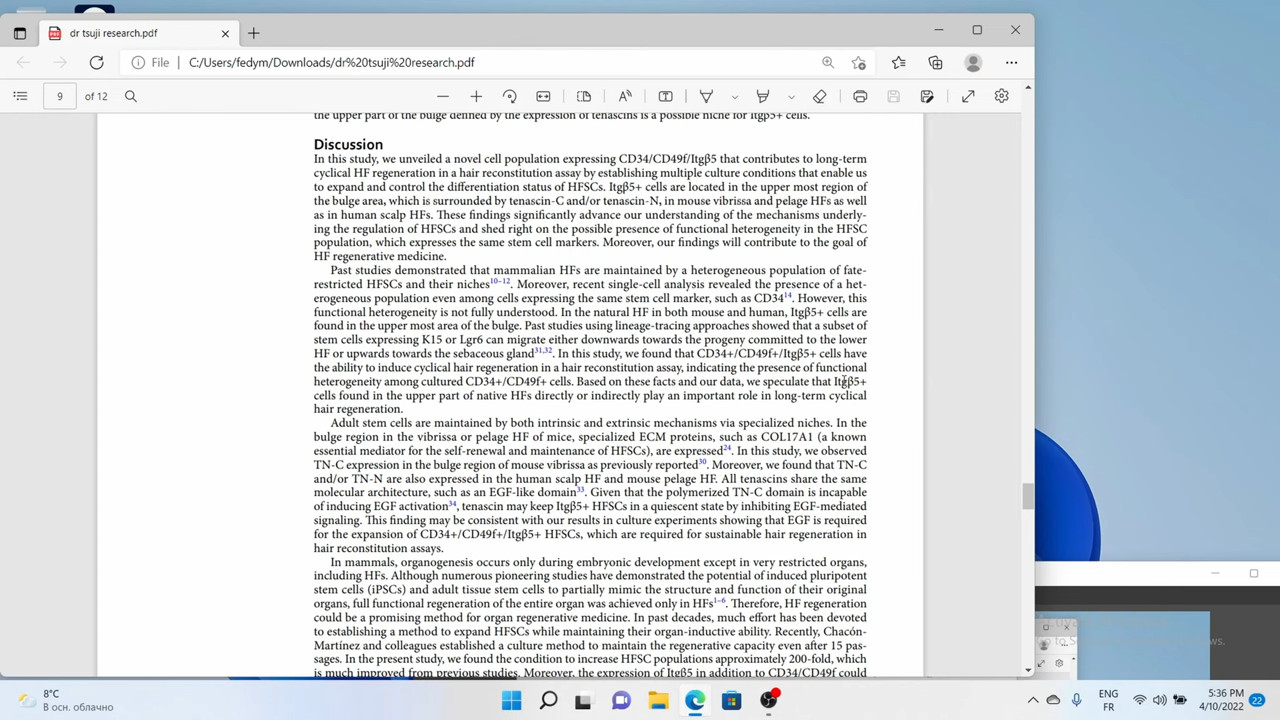 dr tsuji research.pdf
File C:/Users/fedym/Downloads/dr%20tsuji%20research.pdf
9 of 12
the upper part of the bulge defined by the expression of tenascins is a possible niche for Itgβ5+ cells.
Discussion
In this study, we unveiled a novel cell population expressing CD34/CD49f/Itgβ5 that contributes to long-term
cyclical HF regeneration in a hair reconstitution assay by establishing multiple culture conditions that enable us
to expand and control the differentiation status of HFSCs. Itgβ5+ cells are located in the upper most region of
the bulge area, which is surrounded by tenascin-C and/or tenascin-N, in mouse vibrissa and pelage HFs as well
as in human scalp HFs. These findings significantly advance our understanding of the mechanisms underly-
ing the regulation of HFSCs and shed right on the possible presence of functional heterogeneity in the HFSC
population, which expresses the same stem cell markers. Moreover, our findings will contribute to the goal of
HF regenerative medicine.
Past studies demonstrated that mammalian HFs are maintained by a heterogeneous population of fate-
restricted HFSCs and their niches10–12. Moreover, recent single-cell analysis revealed the presence of a het-
erogeneous population even among cells expressing the same stem cell marker, such as CD3414. However, this
functional heterogeneity is not fully understood. In the natural HF in both mouse and human, Itgβ5+ cells are
found in the upper most area of the bulge. Past studies using lineage-tracing approaches showed that a subset of
stem cells expressing K15 or Lgr6 can migrate either downwards towards the progeny committed to the lower
HF or upwards towards the sebaceous gland31,32. In this study, we found that CD34+/CD49f+/Itgβ5+ cells have
the ability to induce cyclical hair regeneration in a hair reconstitution assay, indicating the presence of functional
heterogeneity among cultured CD34+/CD49f+ cells. Based on these facts and our data, we speculate that Itgβ5+
cells found in the upper part of native HFs directly or indirectly play an important role in long-term cyclical
hair regeneration.
Adult stem cells are maintained by both intrinsic and extrinsic mechanisms via specialized niches. In the
bulge region in the vibrissa or pelage HF of mice, specialized ECM proteins, such as COL17A1 (a known
essential mediator for the self-renewal and maintenance of HFSCs), are expressed24. In this study, we observed
TN-C expression in the bulge region of mouse vibrissa as previously reported30. Moreover, we found that TN-C
and/or TN-N are also expressed in the human scalp HF and mouse pelage HF. All tenascins share the same
molecular architecture, such as an EGF-like domain33. Given that the polymerized TN-C domain is incapable
of inducing EGF activation34, tenascin may keep Itgβ5+ HFSCs in a quiescent state by inhibiting EGF-mediated
signaling. This finding may be consistent with our results in culture experiments showing that EGF is required
for the expansion of CD34+/CD49f+/Itgβ5+ HFSCs, which are required for sustainable hair regeneration in
hair reconstitution assays.
In mammals, organogenesis occurs only during embryonic development except in very restricted organs,
including HFs. Although numerous pioneering studies have demonstrated the potential of induced pluripotent
stem cells (iPSCs) and adult tissue stem cells to partially mimic the structure and function of their original
organs, full functional regeneration of the entire organ was achieved only in HFs1–6. Therefore, HF regeneration
could be a promising method for organ regenerative medicine. In past decades, much effort has been devoted
to establishing a method to expand HFSCs while maintaining their organ-inductive ability. Recently, Chacón-
Martínez and colleagues established a culture method to maintain the regenerative capacity even after 15 pas-
sages. In the present study, we found the condition to increase HFSC populations approximately 200-fold, which
is much improved from previous studies. Moreover, the expression of Itgβ5 in addition to CD34/CD49f could
8°C
В осн. облачно
ENG
FR
5:36 PM
4/10/2022
22